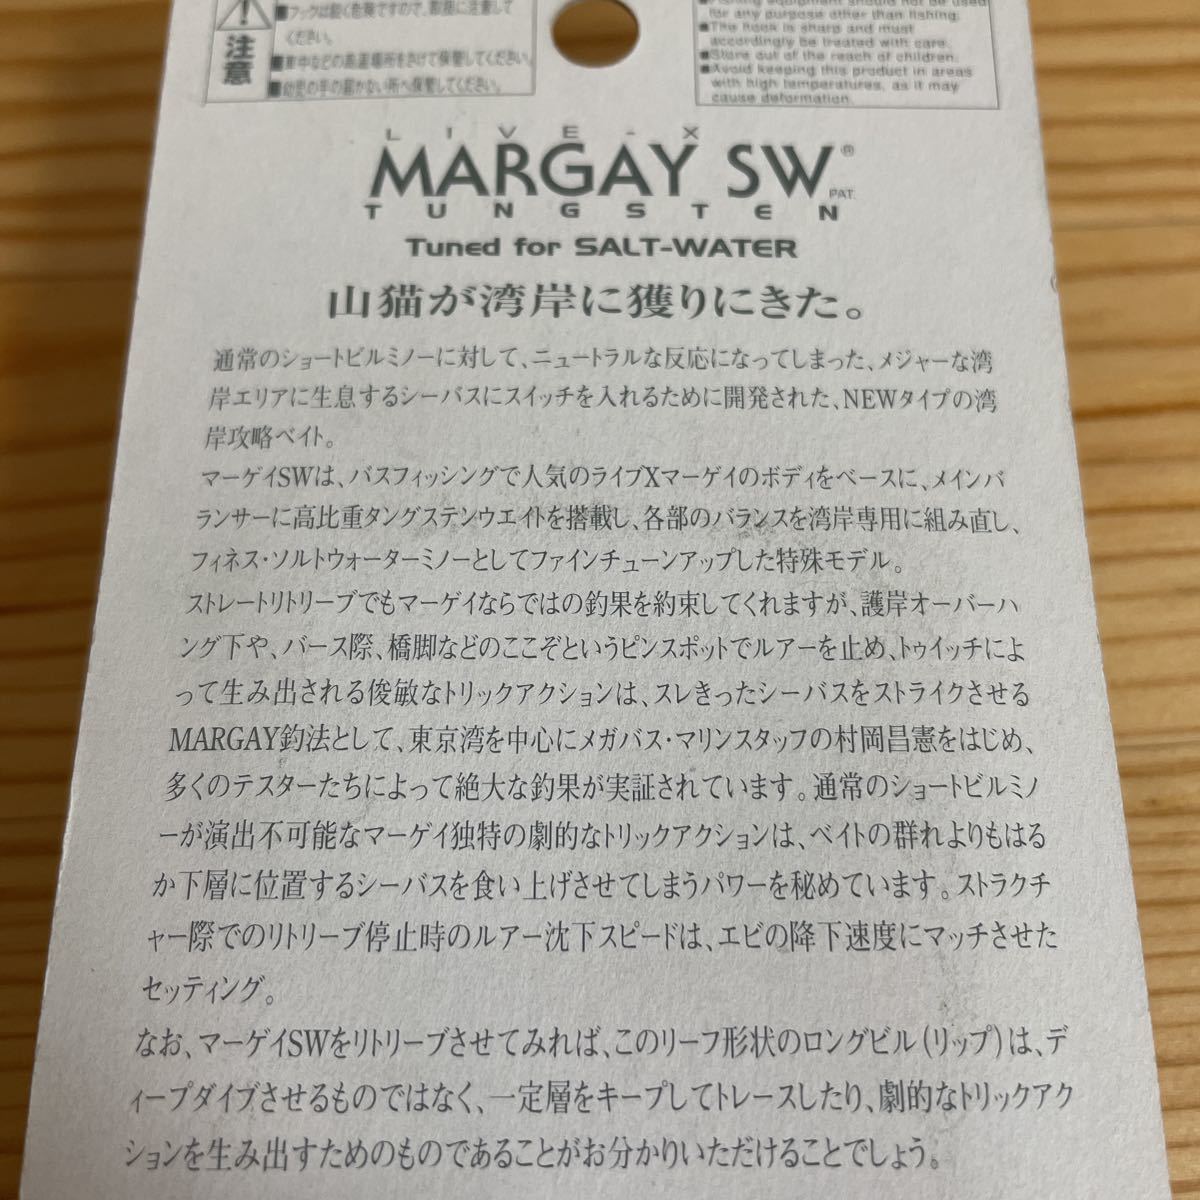 ■フックは鋭く危険ですので、取扱に注意して
ください。
■車中などの高温場所をさけて保管してください。
■幼児の手の届かない所へ保管してください。
注意
■Fishing equipment should not be used
for any purpose other than fishing.
■The hook is sharp and must
accordingly be treated with care.
■Store out of the reach of children.
■Avoid keeping this product in areas
with high temperatures, as it may
cause deformation.
LIVE-X
MARGAY SW®
PAT.
TUNGSTEN
Tuned for SALT-WATER
山猫が湾岸に獲りにきた。
通常のショートビルミノーに対して、ニュートラルな反応になってしまった、メジャーな湾
岸エリアに生息するシーバスにスイッチを入れるために開発された、NEWタイプの湾
岸攻略ベイト。
マーゲイSWは、バスフィッシングで人気のライブXマーゲイのボディをベースに、メインバ
ランサーに高比重タングステンウエイトを搭載し、各部のバランスを湾岸専用に組み直し、
フィネス・ソルトウォーターミノーとしてファインチューンアップした特殊モデル。
ストレートリトリーブでもマーゲイならではの釣果を約束してくれますが、護岸オーバーハ
ング下や、バース際、橋脚などのここぞというピンスポットでルアーを止め、トゥイッチによ
って生み出される俊敏なトリックアクションは、スレきったシーバスをストライクさせる
MARGAY釣法として、東京湾を中心にメガバス・マリンスタッフの村岡昌憲をはじめ、
多くのテスターたちによって絶大な釣果が実証されています。通常のショートビルミノ
ーが演出不可能なマーゲイ独特の劇的なトリックアクションは、ベイトの群れよりもはる
か下層に位置するシーバスを食い上げさせてしまうパワーを秘めています。ストラクチ
ャー際でのリトリーブ停止時のルアー沈下スピードは、エビの降下速度にマッチさせた
セッティング。
なお、マーゲイSWをリトリーブさせてみれば、このリーフ形状のロングビル(リップ)は、デ
ィープダイブさせるものではなく、一定層をキープしてトレースしたり、劇的なトリックアク
ションを生み出すためのものであることがお分かりいただけることでしょう。